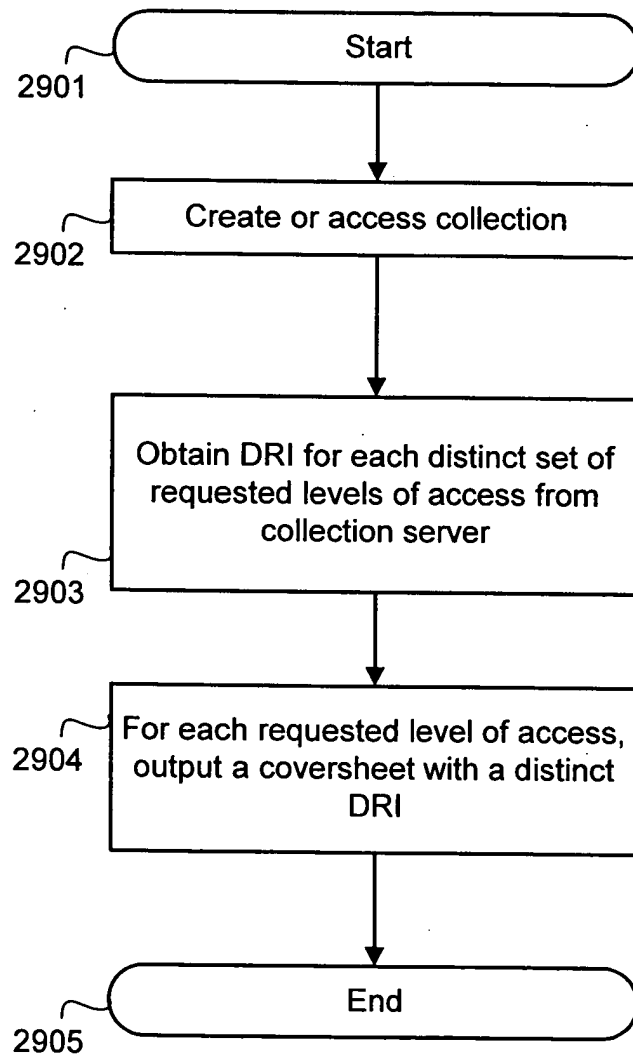 Start
2901
Create or access collection
2902
Obtain DRI for each distinct set of
requested levels of access from
collection server
2903
For each requested level of access,
output a coversheet with a distinct
DRI
2904
End
2905